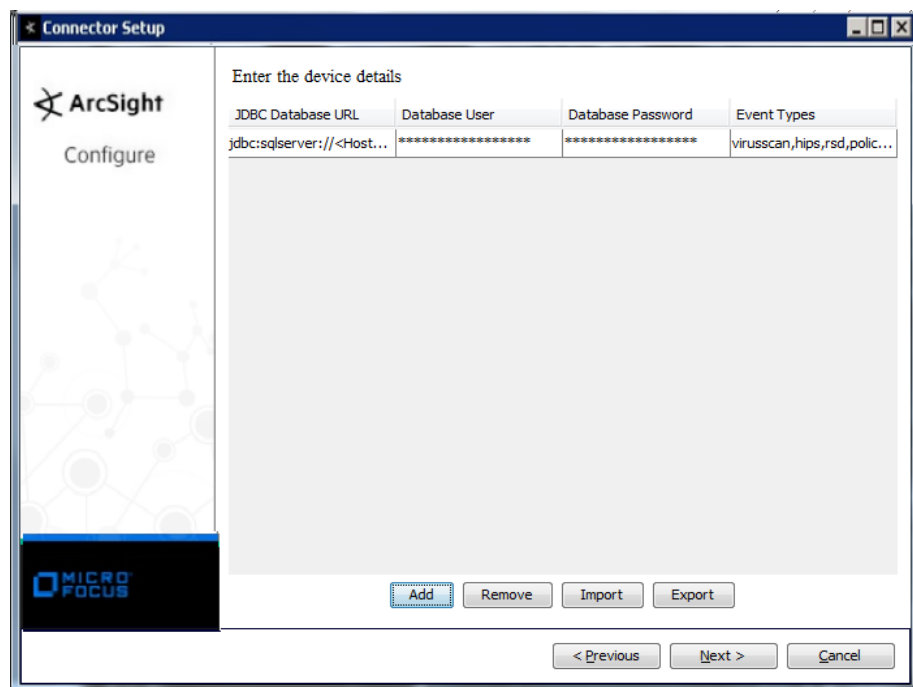 Connector Setup
ArcSight
Configure
Enter the device details
JDBC Database URL Database User Database Password Event Types
jdbc:sqlserver://<Host... ***************** ***************** virusscan,hips,rsd,polic...
MICRO
FOCUS
Add Remove Import Export
< Previous Next > Cancel